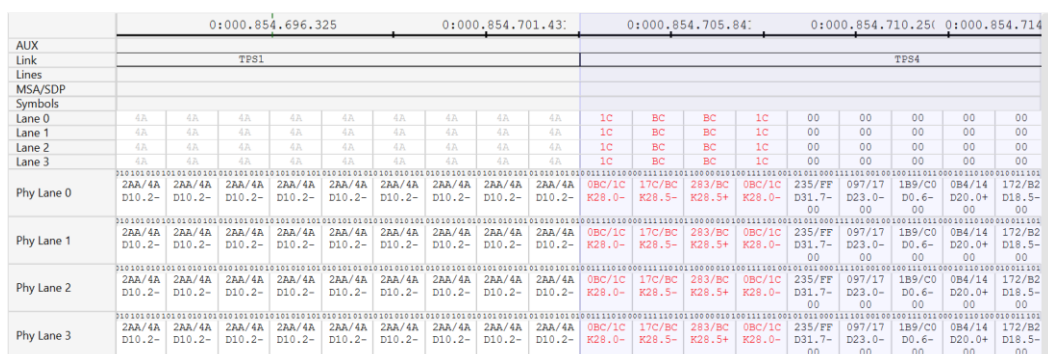 0:000.854.696.325 0:000.854.701.43 0:000.854.705.84 0:000.854.710.25 0:000.854.714
AUX
Link TPS1 TPS4
Lines
MSA/SDP
Symbols
Lane 0 4A 4A 4A 4A 4A 4A 4A 4A 4A 1C BC BC 1C 00 00 00 00 00
Lane 1 4A 4A 4A 4A 4A 4A 4A 4A 4A 1C BC BC 1C 00 00 00 00 00
Lane 2 4A 4A 4A 4A 4A 4A 4A 4A 4A 1C BC BC 1C 00 00 00 00 00
Lane 3 4A 4A 4A 4A 4A 4A 4A 4A 4A 1C BC BC 1C 00 00 00 00 00
2AA/4A 2AA/4A 2AA/4A 2AA/4A 2AA/4A 2AA/4A 2AA/4A 2AA/4A 2AA/4A 0BC/1C 17C/BC 283/BC 0BC/1C 235/FF 097/17 1B9/C0 0B4/14 172/B2
Phy Lane 0 D10.2- D10.2- D10.2- D10.2- D10.2- D10.2- D10.2- D10.2- D10.2- K28.0- K28.5- K28.5+ K28.0- D31.7- D23.0- D0.6- D20.0+ D18.5-
00 00 00 00 00
2AA/4A 2AA/4A 2AA/4A 2AA/4A 2AA/4A 2AA/4A 2AA/4A 2AA/4A 2AA/4A 0BC/1C 17C/BC 283/BC 0BC/1C 235/FF 097/17 1B9/C0 0B4/14 172/B2
Phy Lane 1 D10.2- D10.2- D10.2- D10.2- D10.2- D10.2- D10.2- D10.2- D10.2- K28.0- K28.5- K28.5+ K28.0- D31.7- D23.0- D0.6- D20.0+ D18.5-
00 00 00 00 00
2AA/4A 2AA/4A 2AA/4A 2AA/4A 2AA/4A 2AA/4A 2AA/4A 2AA/4A 2AA/4A 0BC/1C 17C/BC 283/BC 0BC/1C 235/FF 097/17 1B9/C0 0B4/14 172/B2
Phy Lane 2 D10.2- D10.2- D10.2- D10.2- D10.2- D10.2- D10.2- D10.2- D10.2- K28.0- K28.5- K28.5+ K28.0- D31.7- D23.0- D0.6- D20.0+ D18.5-
00 00 00 00 00
2AA/4A 2AA/4A 2AA/4A 2AA/4A 2AA/4A 2AA/4A 2AA/4A 2AA/4A 2AA/4A 0BC/1C 17C/BC 283/BC 0BC/1C 235/FF 097/17 1B9/C0 0B4/14 172/B2
Phy Lane 3 D10.2- D10.2- D10.2- D10.2- D10.2- D10.2- D10.2- D10.2- D10.2- K28.0- K28.5- K28.5+ K28.0- D31.7- D23.0- D0.6- D20.0+ D18.5-
00 00 00 00 00